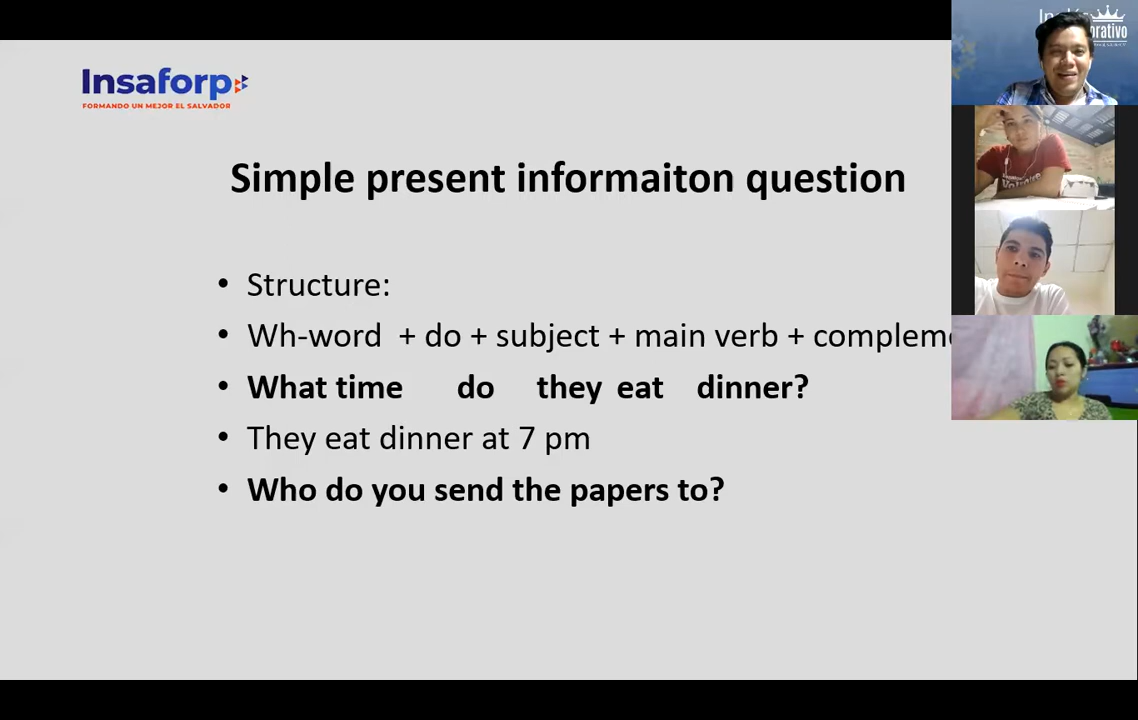 Insaforp
FORMANDO UN MEJOR EL SALVADOR
Simple present informaiton question
• Structure:
• Wh-word + do + subject + main verb + compleme
• What time do they eat dinner?
• They eat dinner at 7 pm
• Who do you send the papers to?